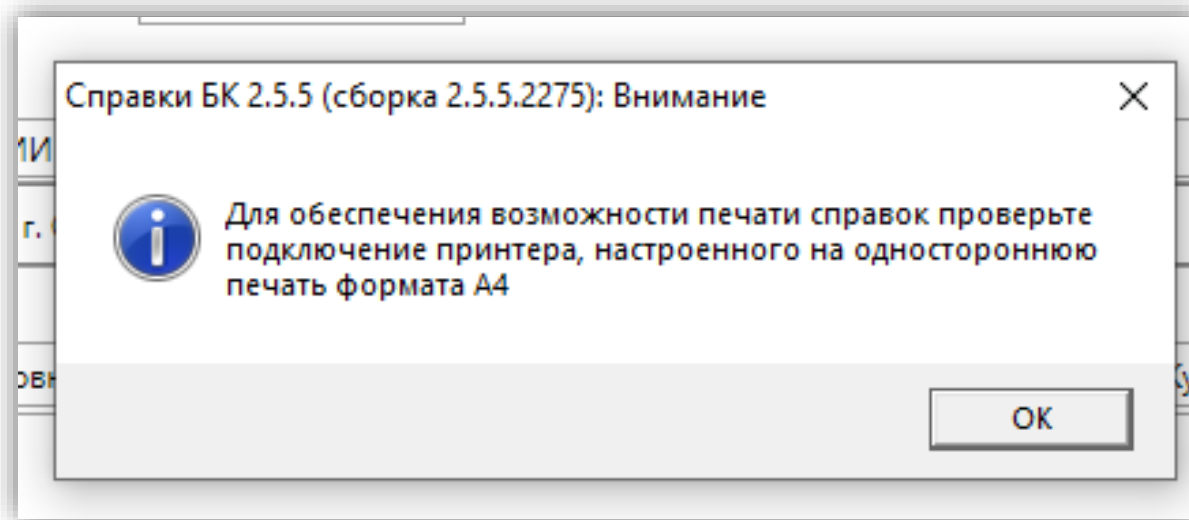 Справки БК 2.5.5 (сборка 2.5.5.2275): Внимание
Для обеспечения возможности печати справок проверьте
подключение принтера, настроенного на одностороннюю
печать формата А4
г.
ОК